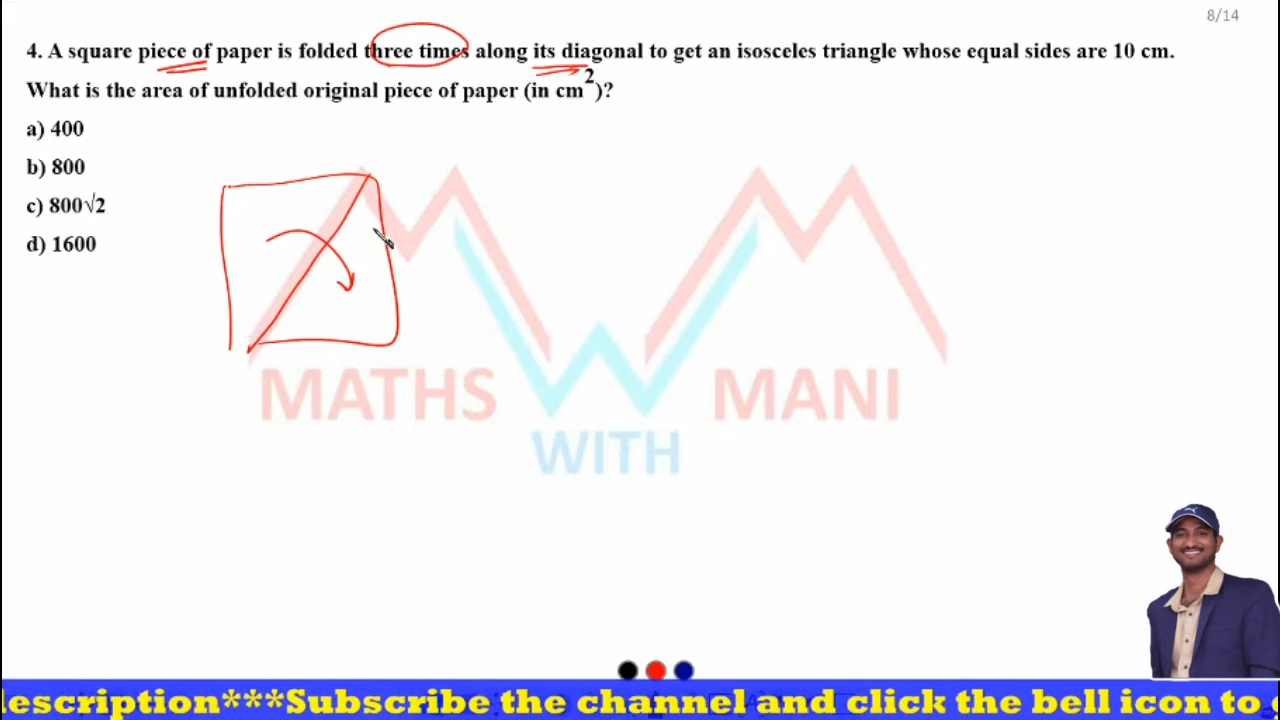 8/14
4. A square piece of paper is folded three times along its diagonal to get an isosceles triangle whose equal sides are 10 cm.
What is the area of unfolded original piece of paper (in cm²)?
a) 400
b) 800
c) 800√2
d) 1600
MATHS
WITH
MANI
escription***Subscribe the channel and click the bell icon to